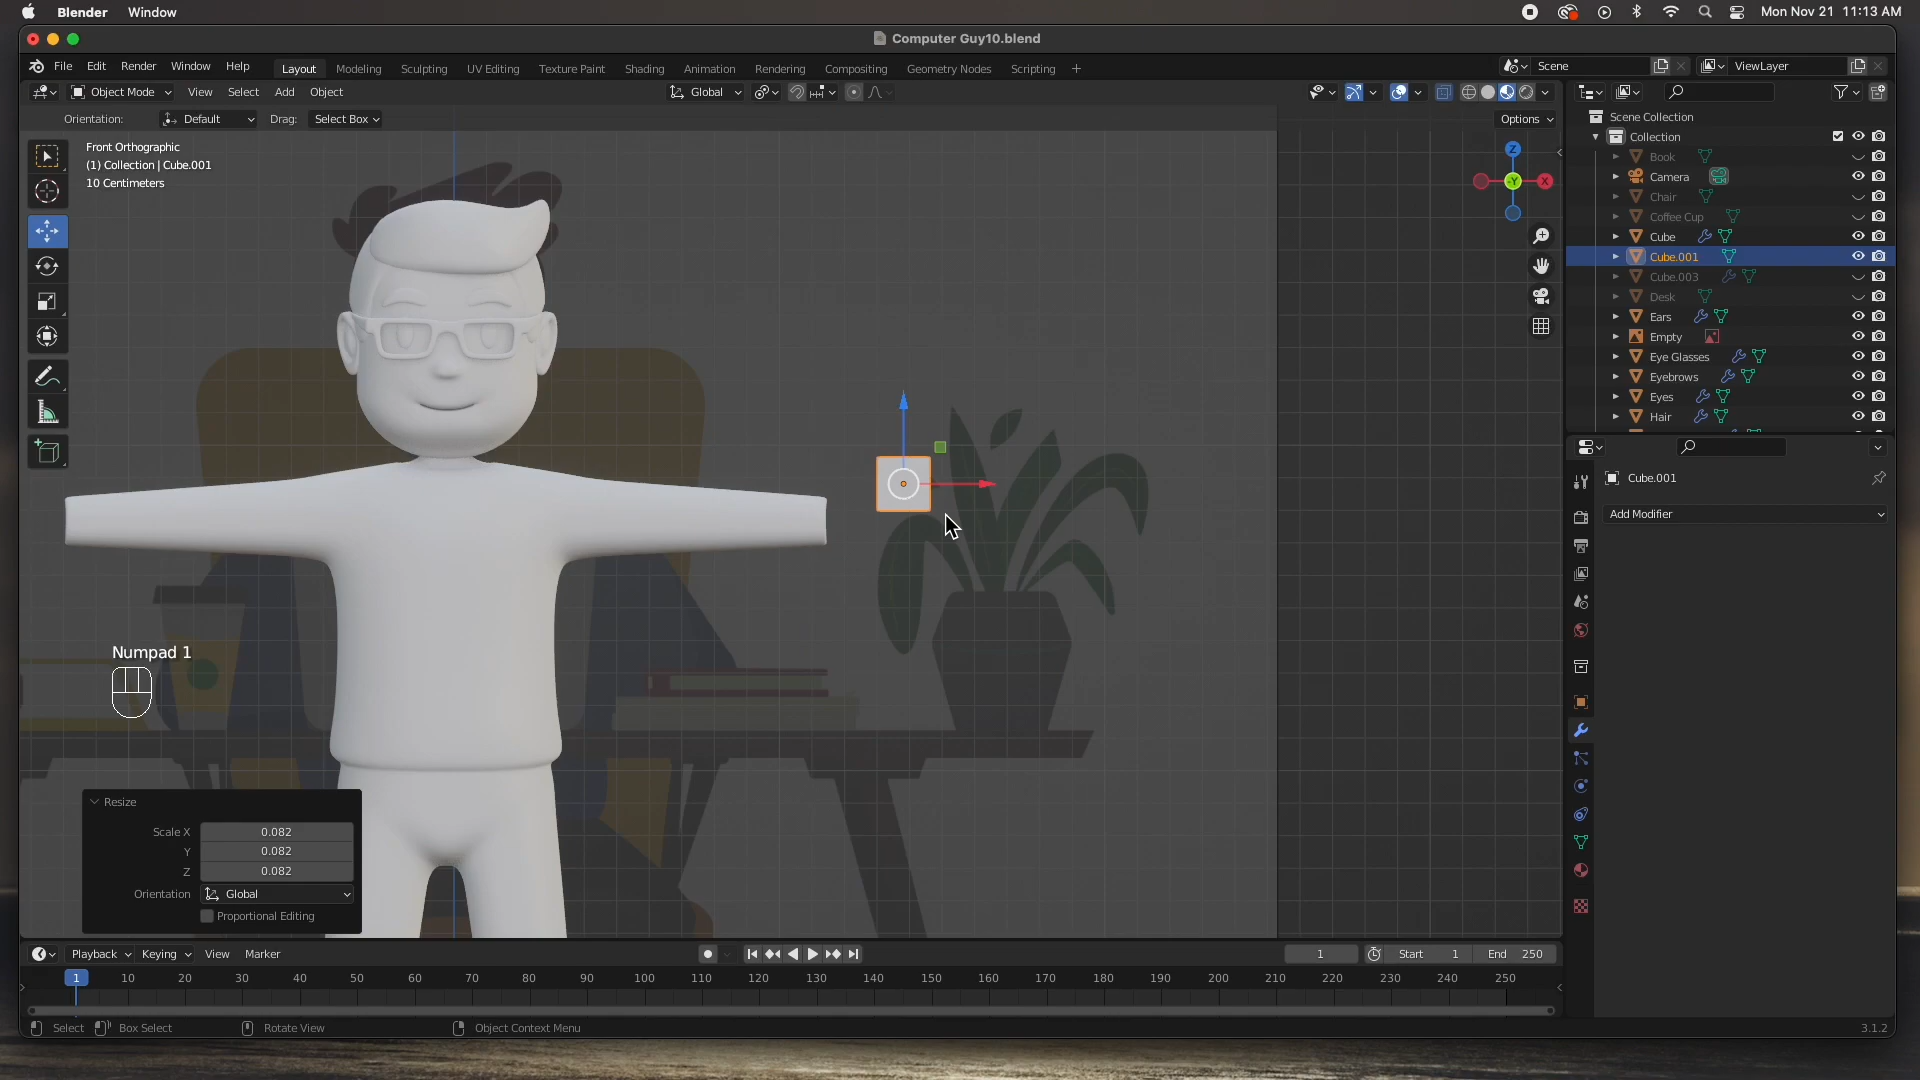 Blender Window Mon Nov 21 11:13 AM
Computer Guy10.blend
File Edit Render Window Help Layout Modeling Sculpting UV Editing Texture Paint Shading Animation Rendering Compositing Geometry Nodes Scripting + Scene ViewLayer
Object Mode View Select Add Object Global
Orientation: Default Drag: Select Box Options
Front Orthographic
(1) Collection | Cube.001
10 Centimeters
Z
-Y X
Scene Collection
Collection
Book
Camera
Chair
Coffee Cup
Cube
Cube.001
Cube.003
Desk
Ears
Empty
Eye Glasses
Eyebrows
Eyes
Hair
Cube.001
Add Modifier
Numpad 1
Resize
Scale X 0.082
Y 0.082
Z 0.082
Orientation Global
Proportional Editing
Playback Keying View Marker 1 Start 1 End 250
1 10 20 30 40 50 60 70 80 90 100 110 120 130 140 150 160 170 180 190 200 210 220 230 240 250
Select Box Select Rotate View Object Context Menu 3.1.2